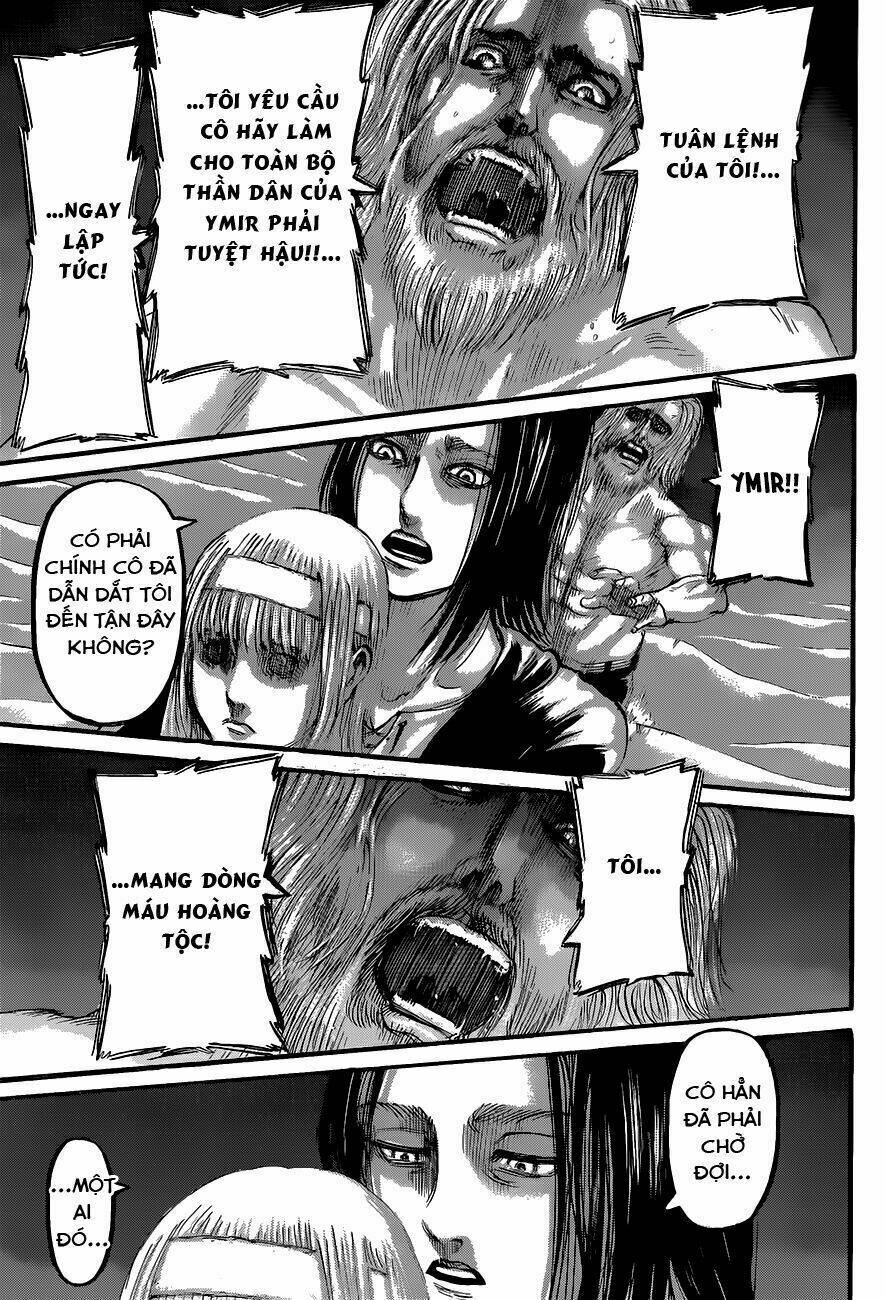 TUÂN LỆNH
CỦA TÔI!...
...TÔI YÊU CẦU
CÔ HÃY LÀM
CHO TOÀN BỘ
THẦN DÂN CỦA
YMIR PHẢI
TUYỆT HẬU!!...
...NGAY
LẬP
TỨC!
YMIR!!
CÓ PHẢI
CHÍNH CÔ ĐÃ
DẪN DẮT TÔI
ĐẾN TẬN ĐÂY
KHÔNG?
TÔI...
...MANG DÒNG
MÁU HOÀNG
TỘC!
CÔ HẲN
ĐÃ PHẢI
CHỜ
ĐỢI...
...MỘT
AI
ĐÓ...